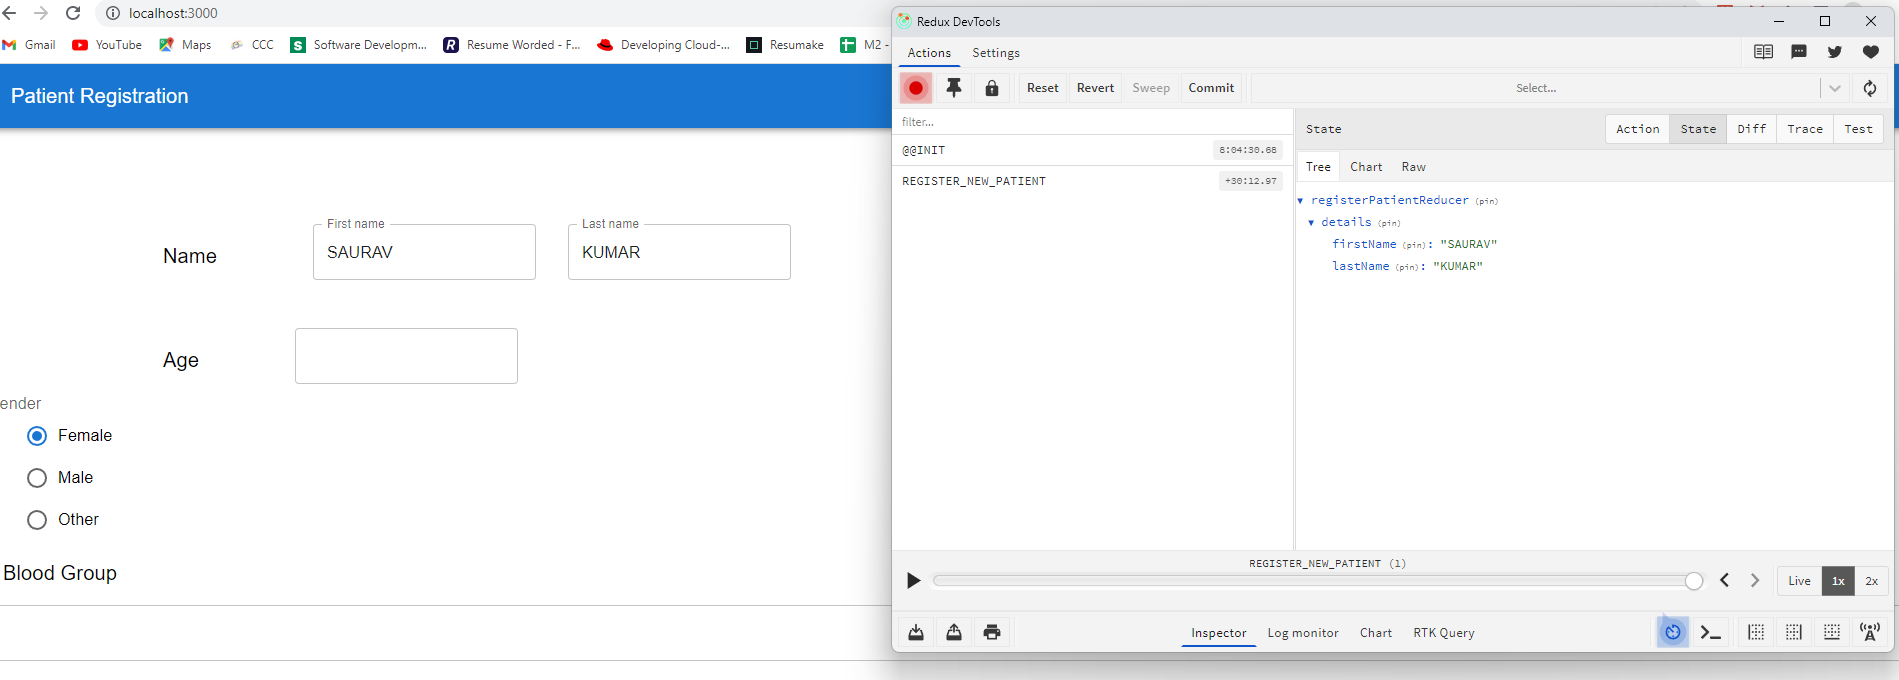 localhost:3000
Gmail YouTube Maps CCC Software Developm... Resume Worded - F... Developing Cloud-... Resumake M2 -
Patient Registration
Name
First name
SAURAV
Last name
KUMAR
Age
ender
Female
Male
Other
Blood Group
Redux DevTools
Actions Settings
Reset Revert Sweep Commit Select...
filter...
@@INIT 8:04:30.68
REGISTER_NEW_PATIENT +30:12.97
State Action State Diff Trace Test
Tree Chart Raw
registerPatientReducer (pin)
details (pin)
firstName (pin): "SAURAV"
lastName (pin): "KUMAR"
REGISTER_NEW_PATIENT (1)
Live 1x 2x
Inspector Log monitor Chart RTK Query